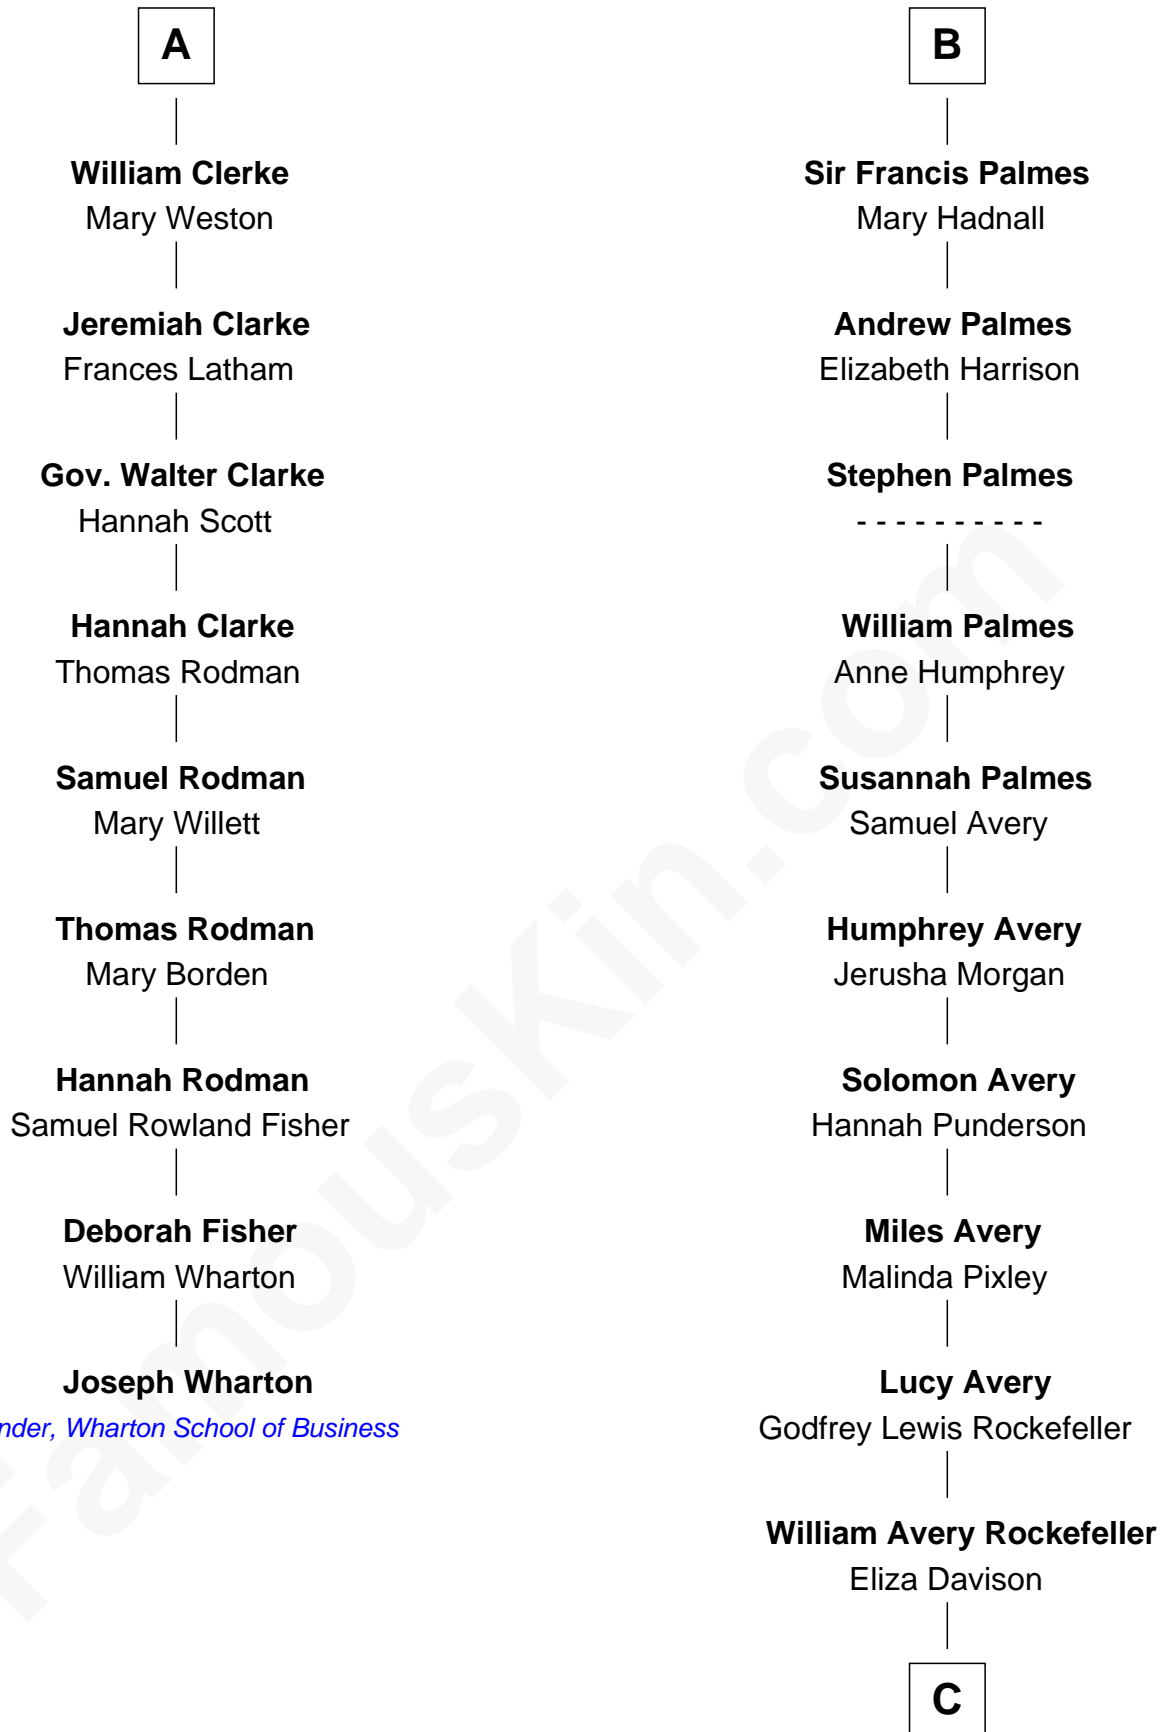 A
William Clerke
Mary Weston
Jeremiah Clarke
Frances Latham
Gov. Walter Clarke
Hannah Scott
Hannah Clarke
Thomas Rodman
Samuel Rodman
Mary Willett
Thomas Rodman
Mary Borden
Hannah Rodman
Samuel Rowland Fisher
Deborah Fisher
William Wharton
Joseph Wharton
nder, Wharton School of Business
B
Sir Francis Palmes
Mary Hadnall
Andrew Palmes
Elizabeth Harrison
Stephen Palmes
- - - - - - - - - -
William Palmes
Anne Humphrey
Susannah Palmes
Samuel Avery
Humphrey Avery
Jerusha Morgan
Solomon Avery
Hannah Punderson
Miles Avery
Malinda Pixley
Lucy Avery
Godfrey Lewis Rockefeller
William Avery Rockefeller
Eliza Davison
C
FamousKin.com